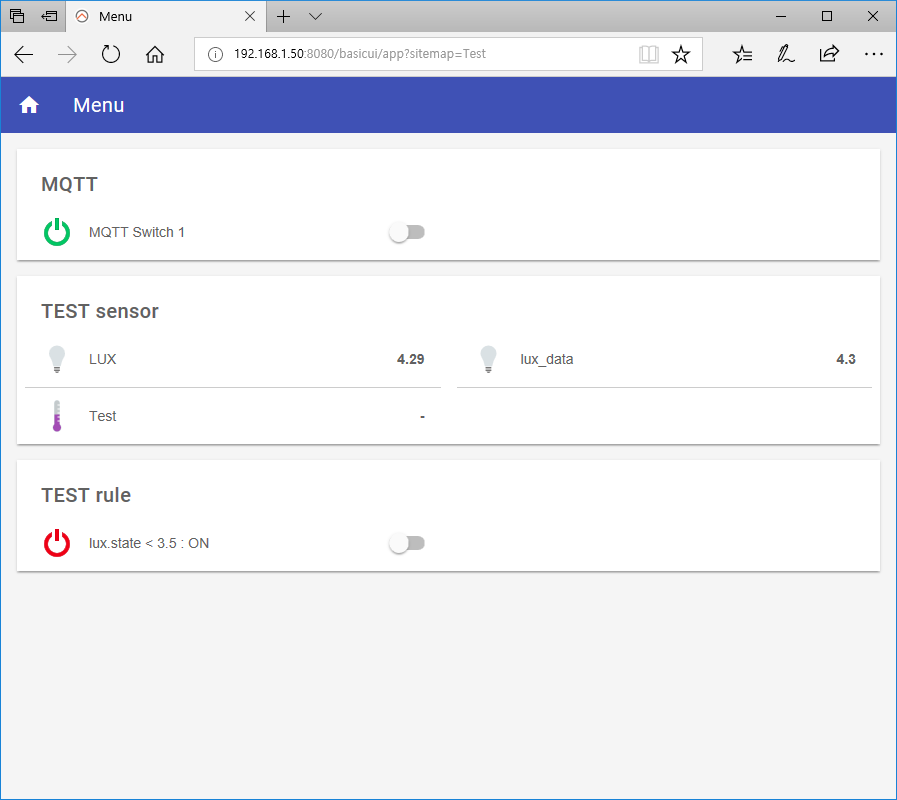 Menu
192.168.1.50:8080/basicui/app?sitemap=Test
Menu
MQTT
MQTT Switch 1
TEST sensor
LUX 4.29 lux_data 4.3
Test -
TEST rule
lux.state < 3.5 : ON